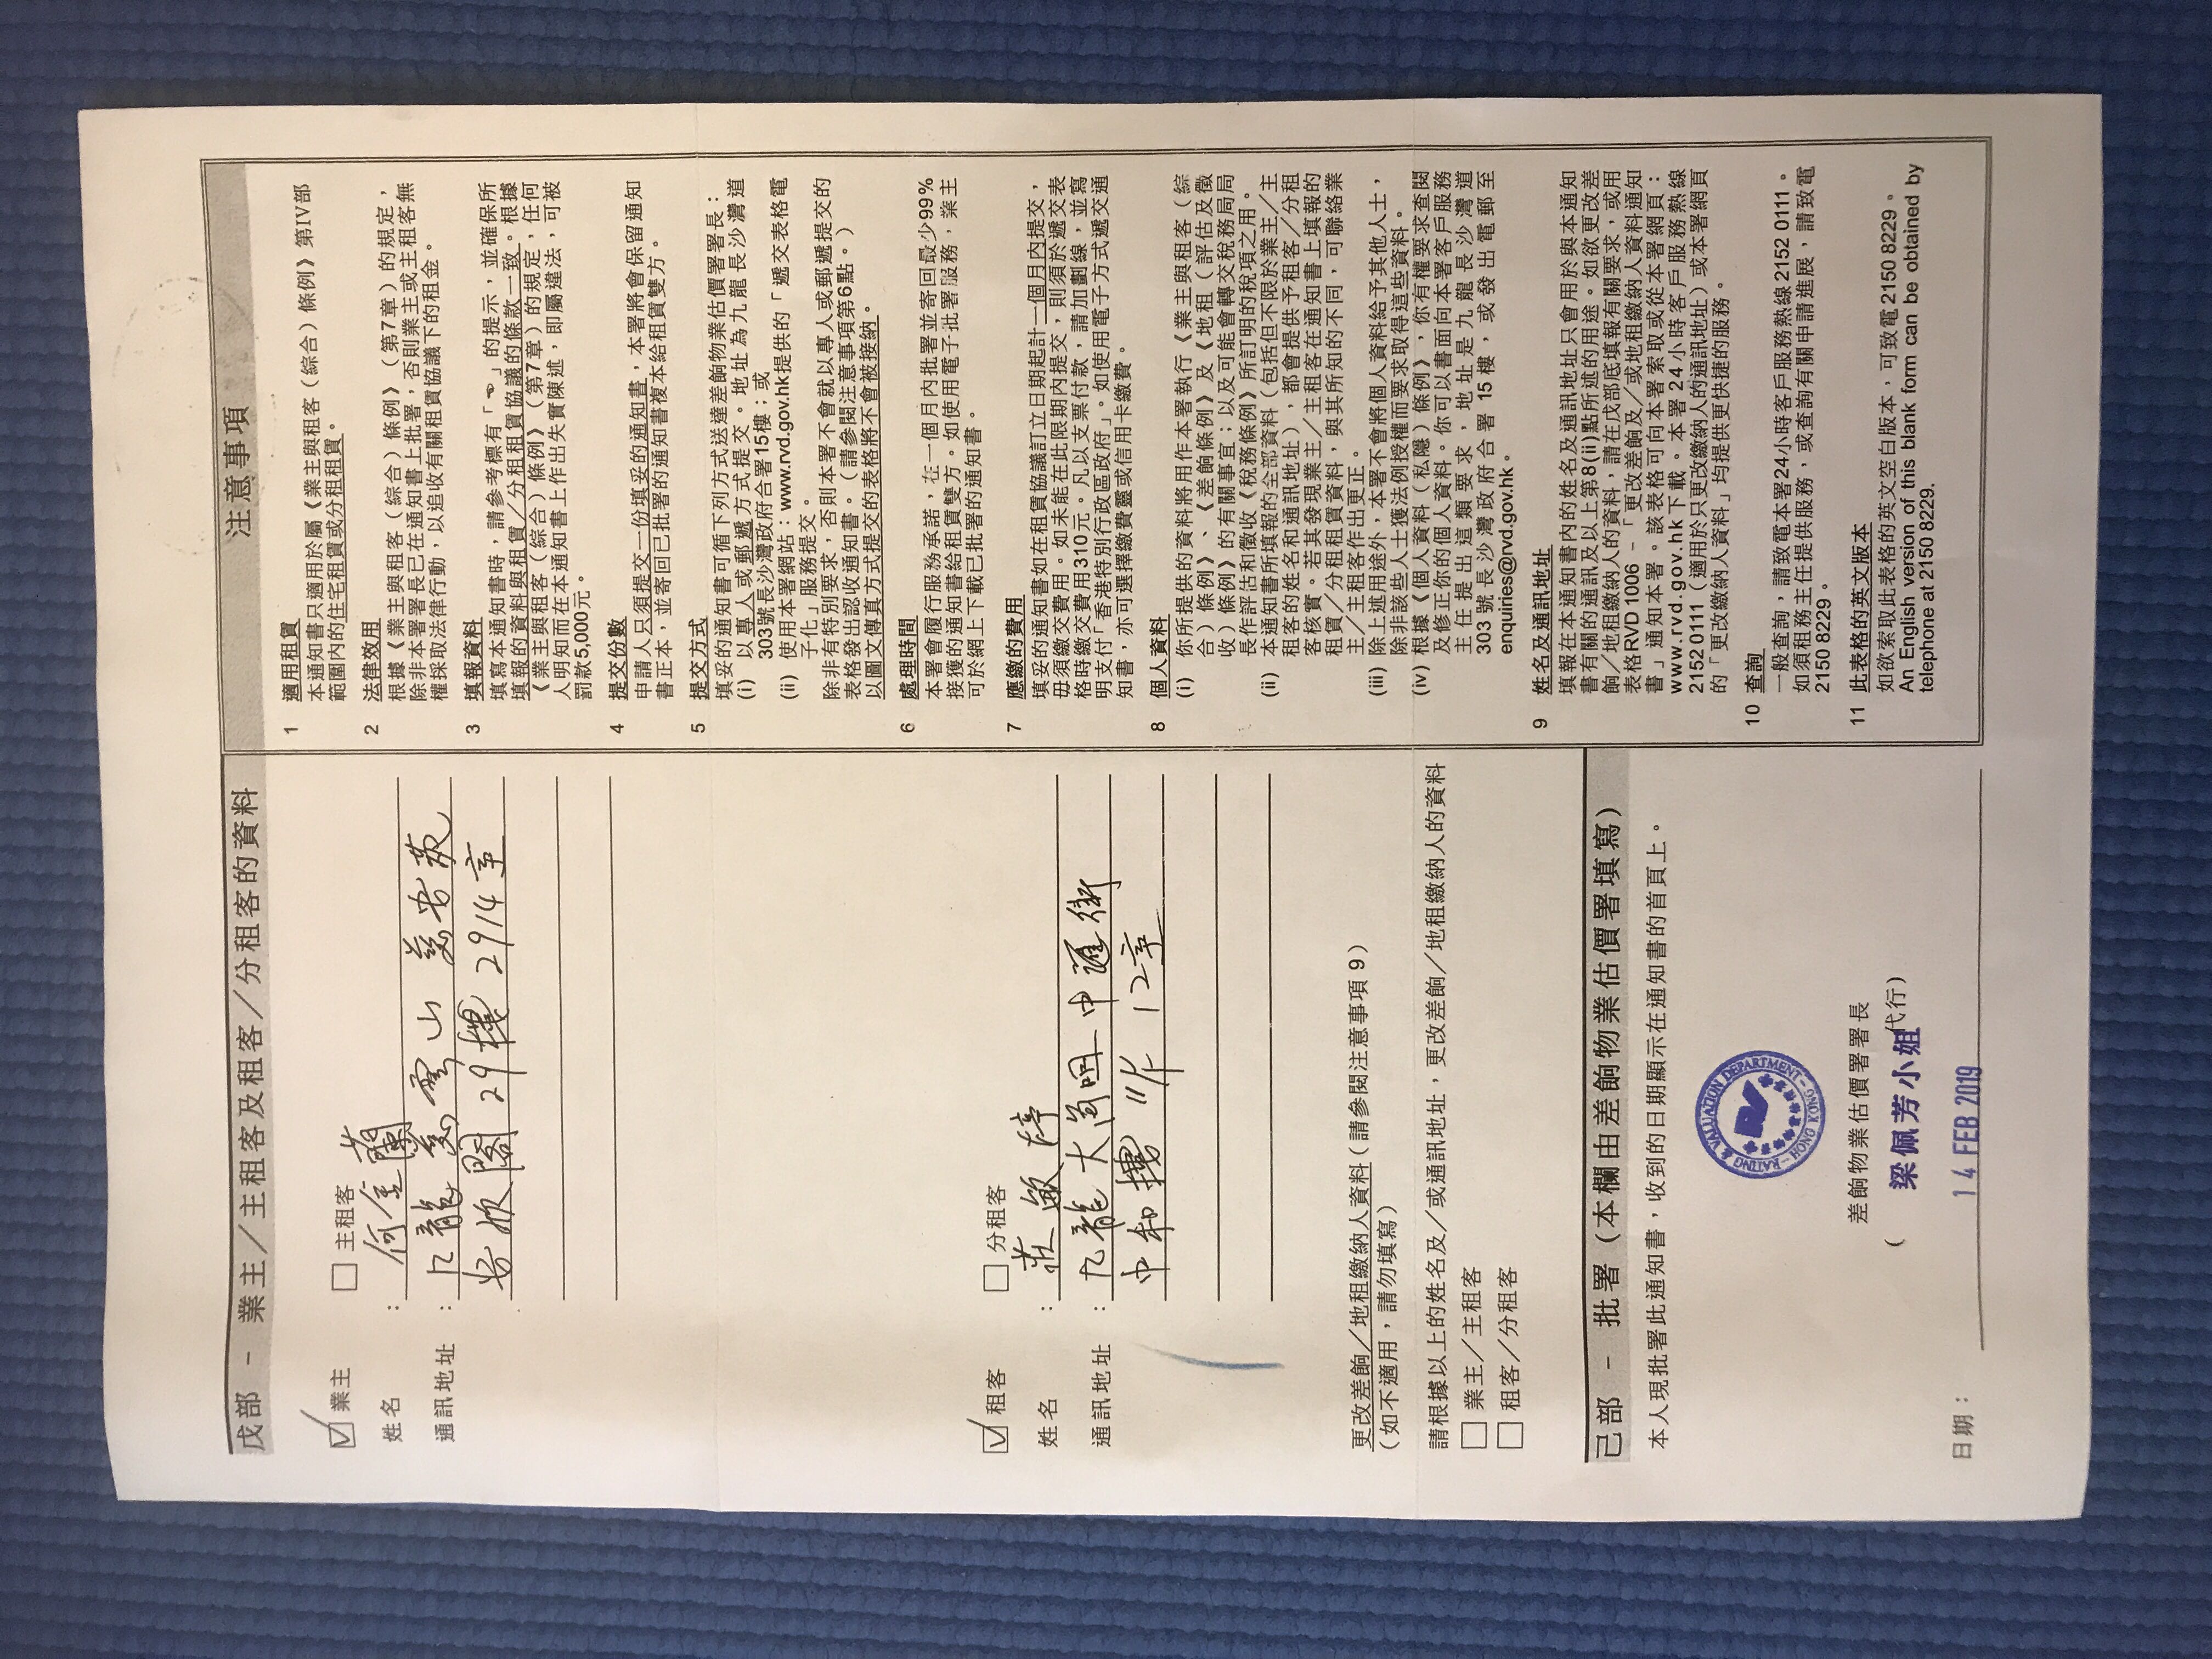 戊部 - 業主／主租客及租客／分租客的資料
☑ 業主 ☐ 主租客
姓名 : 何金蘭
通訊地址 : 九龍慈雲山慈安苑
安欣閣29樓2914室
☑ 租客 ☐ 分租客
姓名 : 莊敏婷
通訊地址 : 九龍大角咀中匯街
中和樓11/F 12室
更改差餉／地租繳納人資料(請參閱注意事項 9)
(如不適用，請勿填寫)
請根據以上的姓名及／或通訊地址，更改差餉／地租繳納人的資料
☐ 業主／主租客
☐ 租客／分租客
己部 - 批署 (本欄由差餉物業估價署填寫)
本人現批署此通知書，收到的日期顯示在通知書的首頁上。
RATING & VALUATION DEPARTMENT - HONG KONG -
RV
差餉物業估價署署長
( 梁佩芳小姐 代行)
日期： 14 FEB 2019
注意事項
1 適用租賃
本通知書只適用於屬《業主與租客（綜合）條例》第IV部
範圍內的住宅租賃或分租租賃。
2 法律效用
根據《業主與租客（綜合）條例》（第7章）的規定，
除非本署署長已在通知書上批署，否則業主或主租客無
權採取法律行動，以追收有關租賃協議下的租金。
3 填報資料
填寫本通知書時，請參考標有「 」的提示，並確保所
填報的資料與租賃／分租租賃協議的條款一致。根據
《業主與租客（綜合）條例》（第7章）的規定，任何
人明知而在本通知書上作出失實陳述，即屬違法，可被
罰款5,000元。
4 提交份數
申請人只須提交一份填妥的通知書，本署將會保留通知
書正本，並寄回已批署的通知書複本給租賃雙方。
5 提交方式
填妥的通知書可循下列方式送達差餉物業估價署署長：
(i) 以專人或郵遞方式提交。地址為九龍長沙灣道
303號長沙灣政府合署15樓；或
(ii) 使用本署網站：www.rvd.gov.hk提供的「遞交表格電
子化」服務提交。
除非有特別要求，否則本署不會就以專人或郵遞提交的
表格發出認收通知書。（請參閱注意事項第6點。）
以圖文傳真方式提交的表格將不會被接納。
6 處理時間
本署會履行服務承諾，在一個月內批署並寄回最少99%
接獲的通知書給租賃雙方。如使用電子批署服務，業主
可於網上下載已批署的通知書。
7 應繳的費用
填妥的通知書如在租賃協議訂立日期起計一個月內提交，
毋須繳交費用。如未能在此限期內提交，則須於遞交表
格時繳交費用310元。凡以支票付款，請加劃線，並寫
明支付「香港特別行政區政府」。如使用電子方式遞交通
知書，亦可選擇繳費靈或信用卡繳費。
8 個人資料
(i) 你所提供的資料將用作本署執行《業主與租客（綜
合）條例》、《差餉條例》及《地租（評估及徵
收）條例》的有關事宜；以及可能會轉交稅務局局
長作評估和徵收《稅務條例》所訂明的稅項之用。
(ii) 本通知書所填報的全部資料（包括但不限於業主／主
租客的姓名和通訊地址），都會提供予租客／分租
客核實。若其發現業主／主租客在通知書上填報的
租賃／分租租賃資料，與其所知的不同，可聯絡業
主／主租客作出更正。
(iii) 除上述用途外，本署不會將個人資料給予其他人士，
除非該些人士獲法例授權而要求取得這些資料。
(iv) 根據《個人資料（私隱）條例》，你有權要求查閱
及修正你的個人資料。你可以書面向本署客戶服務
主任提出這類要求，地址是九龍長沙灣道
303號長沙灣政府合署15樓，或發出電郵至
enquiries@rvd.gov.hk。
9 姓名及通訊地址
填報在本通知書內的姓名及通訊地址只會用於與本通知
書有關的通訊及以上第8(ii)點所述的用途。如欲更改差
餉／地租繳納人的資料，請在戊部底填報有關要求，或用
表格RVD 1006 -「更改差餉及／或地租繳納人資料通知
書」通知本署。該表格可向本署索取或從本署網頁：
www.rvd.gov.hk下載。本署24小時客戶服務熱線
2152 0111（適用於只更改繳納人的通訊地址）或本署網頁
的「更改繳納人資料」均提供更快捷的服務。
10 查詢
一般查詢，請致電本署24小時客戶服務熱線2152 0111。
如須租務主任提供服務，或查詢有關申請進展，請致電
2150 8229。
11 此表格的英文版本
如欲索取此表格的英文空白版本，可致電2150 8229。
An English version of this blank form can be obtained by
telephone at 2150 8229.